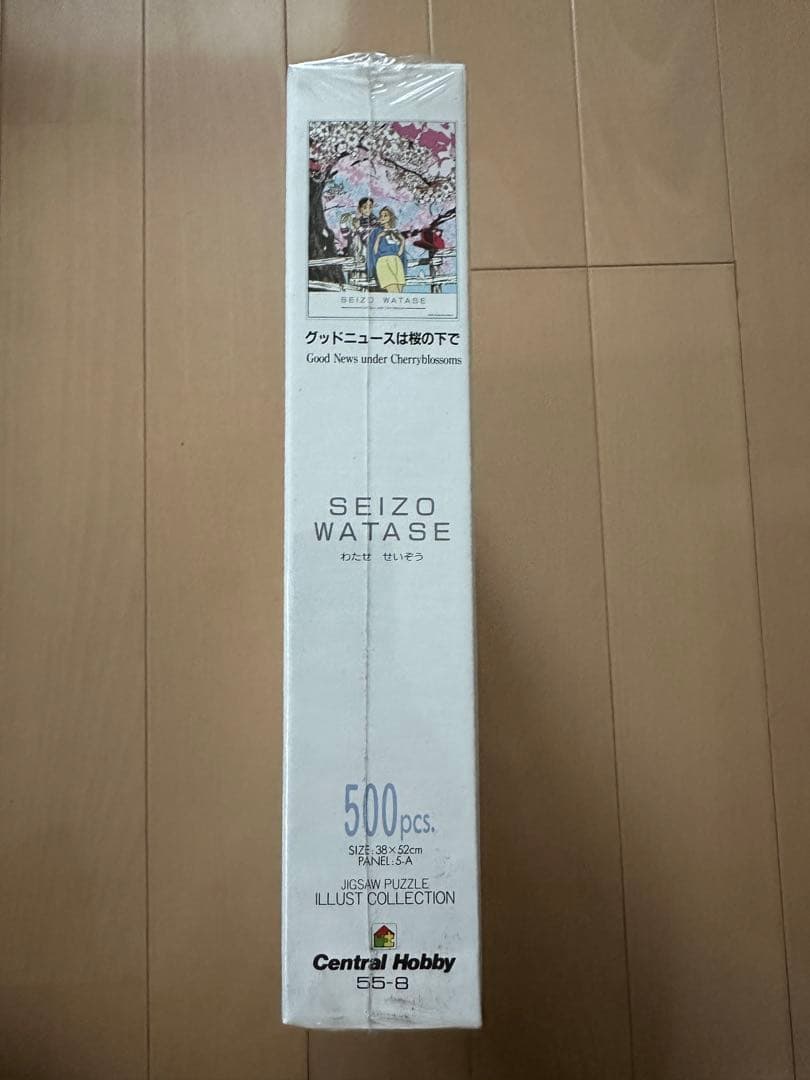 SEIZO WATASE
グッドニュースは桜の下で
Good News under Cherryblossoms
SEIZO
WATASE
わたせ せいぞう
500pcs.
SIZE:38×52cm
PANEL:5-A
JIGSAW PUZZLE
ILLUST COLLECTION
Central Hobby
55-8